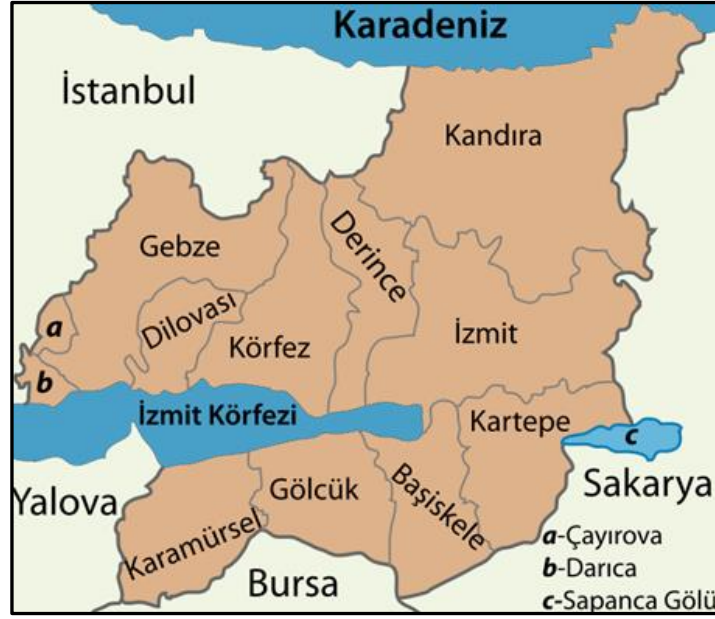 Karadeniz
İstanbul
Kandıra
Gebze
Derince
Dilovası
a
Körfez
İzmit
b
İzmit Körfezi
Kartepe
c
Gölcük
Başiskele
Sakarya
Yalova
Karamürsel
a-Çayırova
Bursa
b-Darıca
c-Sapanca Gölü